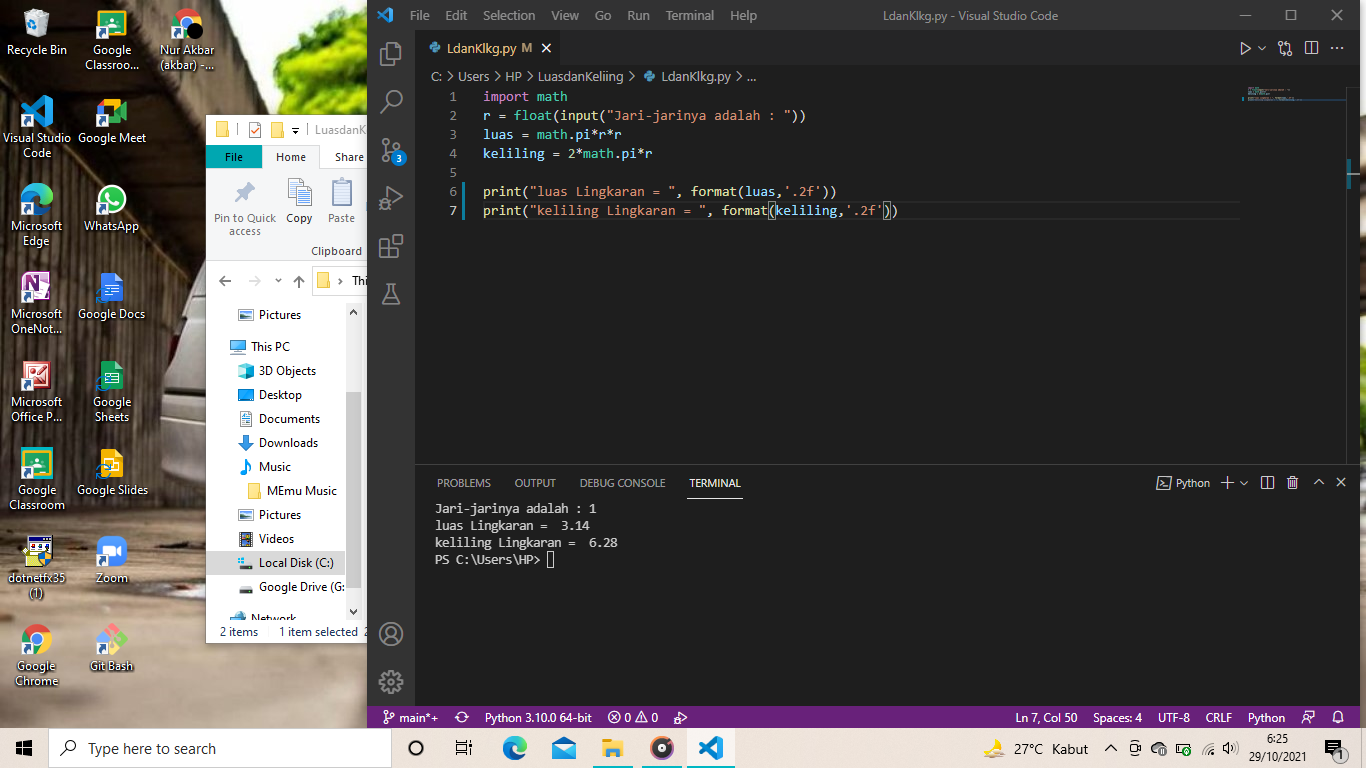 Recycle Bin
Google
Classroo...
Nur Akbar
(akbar) -...
Visual Studio
Code
Google Meet
Microsoft
Edge
WhatsApp
Microsoft
OneNot...
Google Docs
Microsoft
Office P...
Google
Sheets
Google
Classroom
Google Slides
dotnetfx35
(1)
Zoom
Google
Chrome
Git Bash
LuasdanK
File Home Share
Pin to Quick
access
Copy
Paste
Clipboard
Thi
Pictures
This PC
3D Objects
Desktop
Documents
Downloads
Music
MEmu Music
Pictures
Videos
Local Disk (C:)
Google Drive (G:
Network
2 items 1 item selected 2
File Edit Selection View Go Run Terminal Help
LdanKlkg.py - Visual Studio Code
LdanKlkg.py M
C: > Users > HP > LuasdanKeliing > LdanKlkg.py > ...
3
1 import math
2 r = float(input("Jari-jarinya adalah : "))
3 luas = math.pi*r*r
4 keliling = 2*math.pi*r
5
6 print("luas Lingkaran = ", format(luas,'.2f'))
7 print("keliling Lingkaran = ", format(keliling,'.2f'))
PROBLEMS OUTPUT DEBUG CONSOLE TERMINAL
Python
Jari-jarinya adalah : 1
luas Lingkaran =  3.14
keliling Lingkaran =  6.28
PS C:\Users\HP>
main*+ Python 3.10.0 64-bit 0 0
Ln 7, Col 50 Spaces: 4 UTF-8 CRLF Python
Type here to search
27°C Kabut
6:25
29/10/2021
1